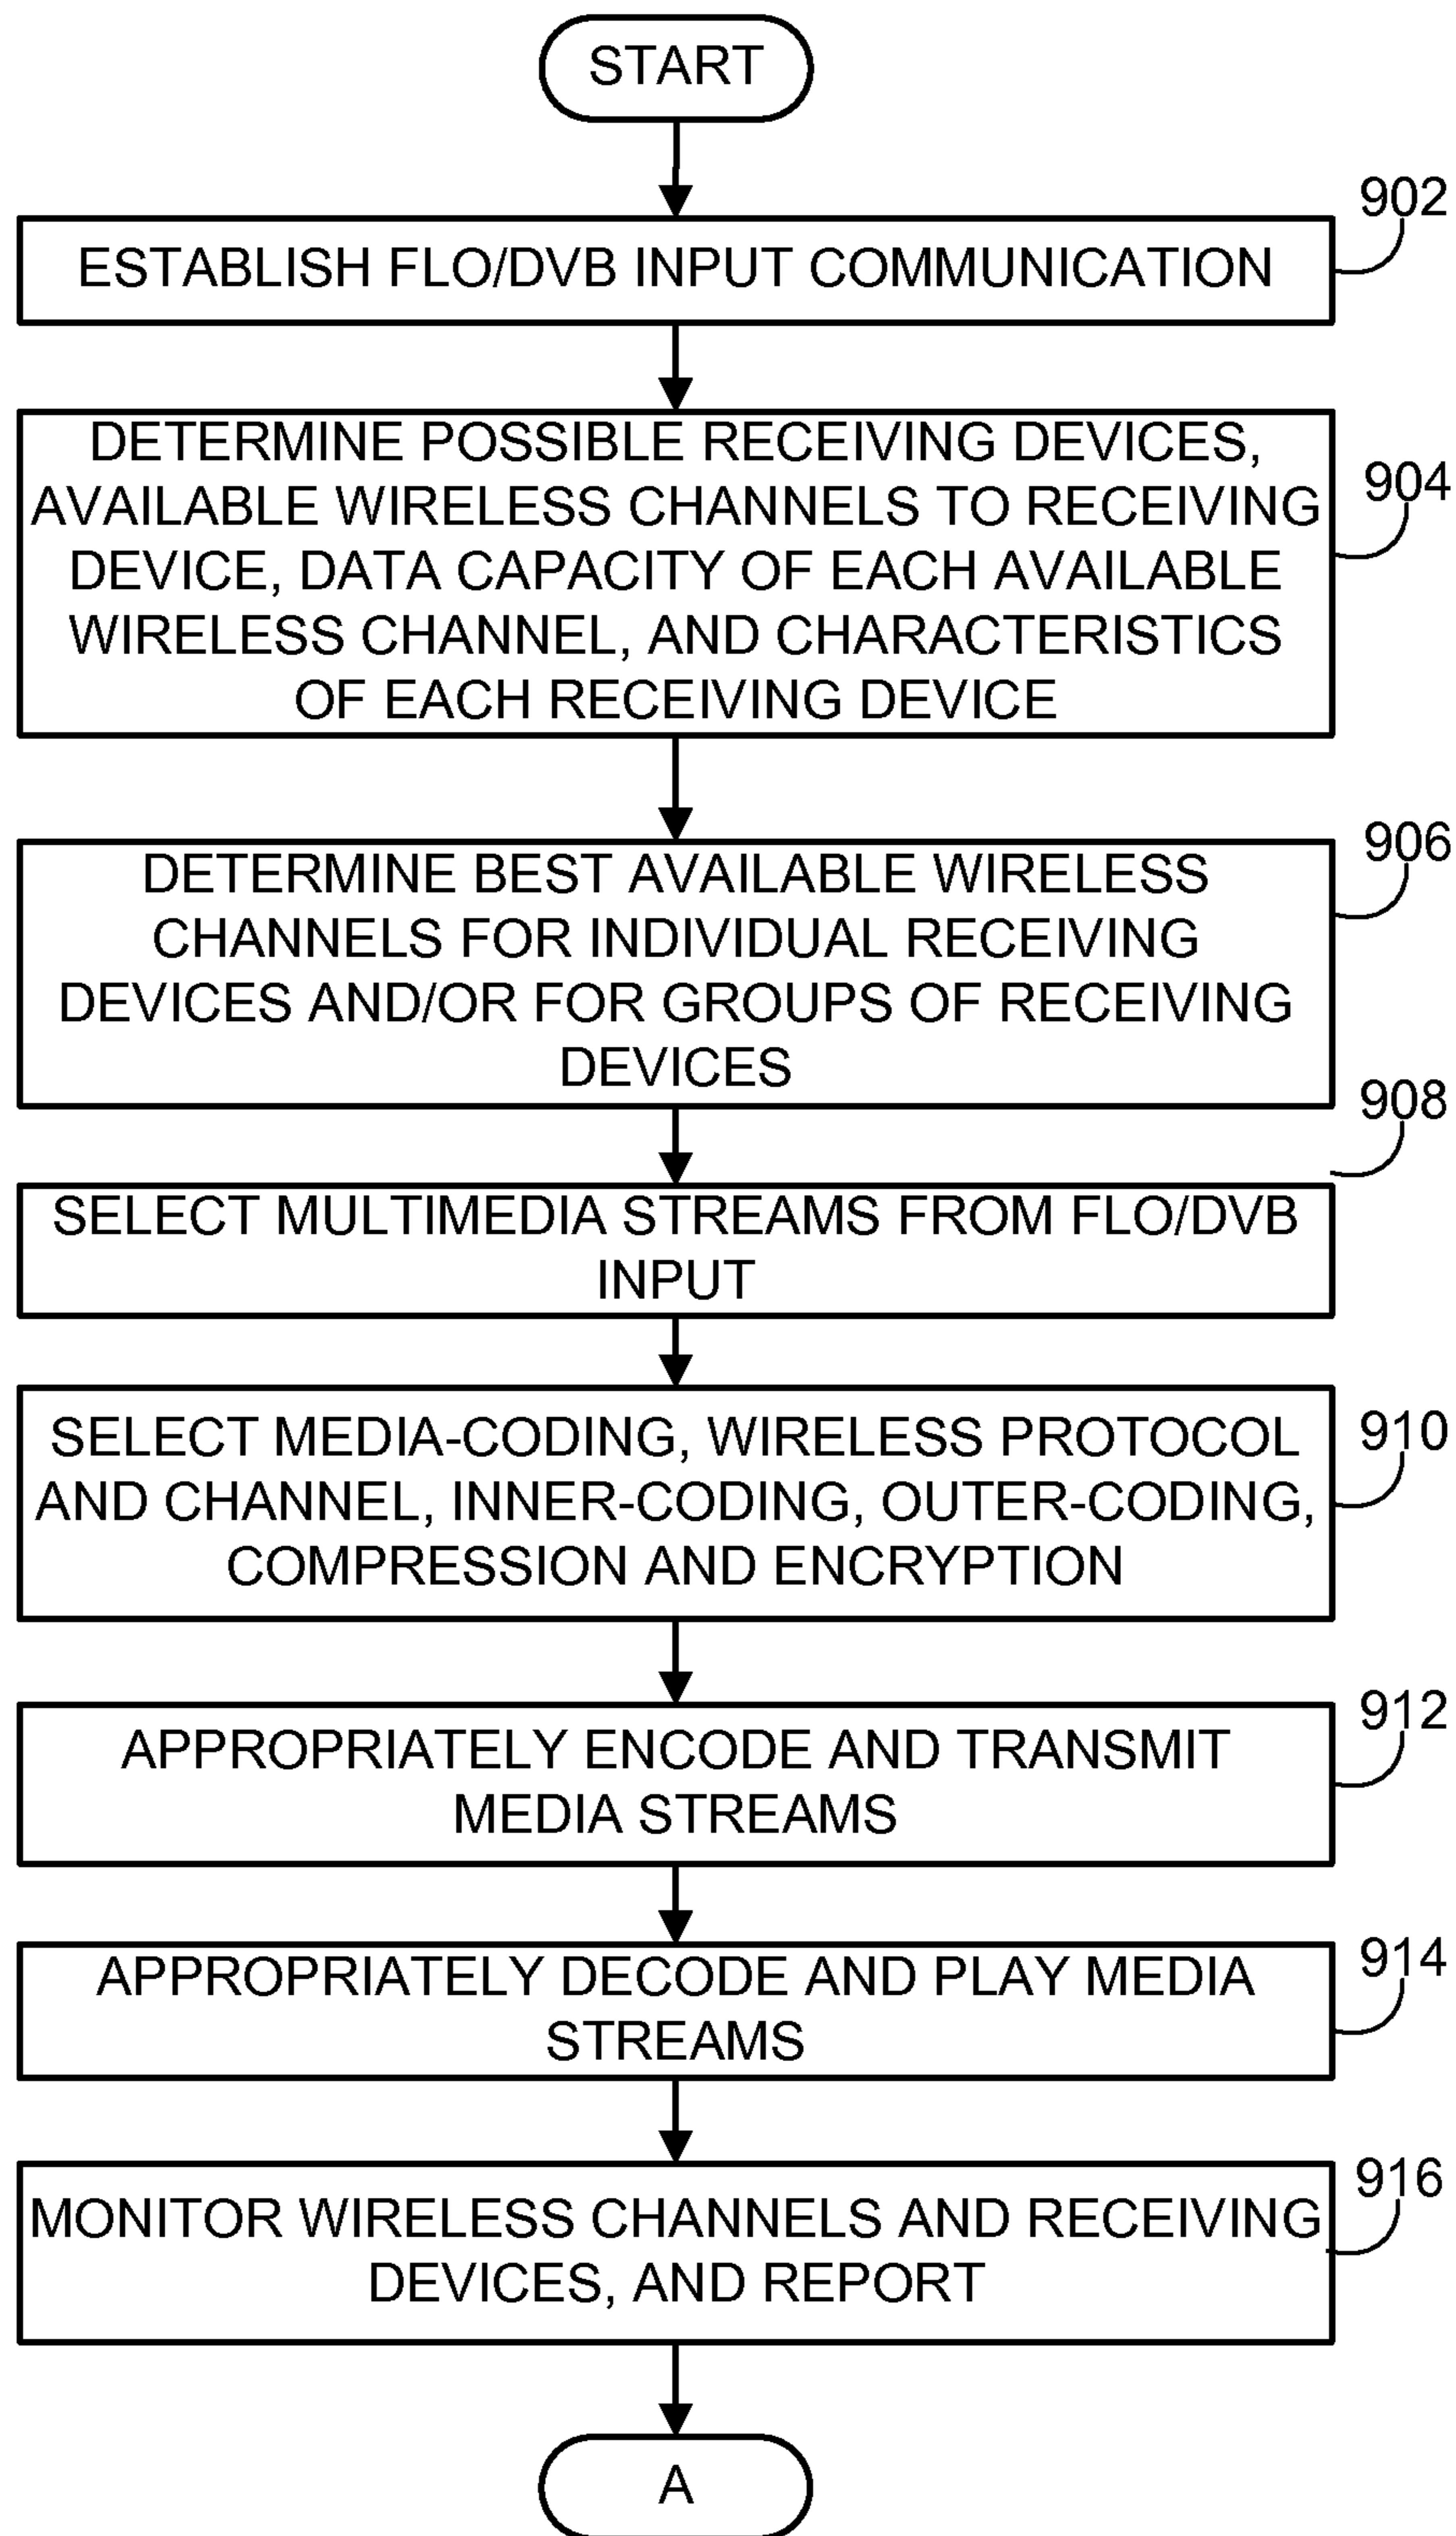 START
902
ESTABLISH FLO/DVB INPUT COMMUNICATION
DETERMINE POSSIBLE RECEIVING DEVICES,
AVAILABLE WIRELESS CHANNELS TO RECEIVING
DEVICE, DATA CAPACITY OF EACH AVAILABLE
WIRELESS CHANNEL, AND CHARACTERISTICS
OF EACH RECEIVING DEVICE
904
DETERMINE BEST AVAILABLE WIRELESS
CHANNELS FOR INDIVIDUAL RECEIVING
DEVICES AND/OR FOR GROUPS OF RECEIVING
DEVICES
906
908
SELECT MULTIMEDIA STREAMS FROM FLO/DVB
INPUT
SELECT MEDIA-CODING, WIRELESS PROTOCOL
AND CHANNEL, INNER-CODING, OUTER-CODING,
COMPRESSION AND ENCRYPTION
910
APPROPRIATELY ENCODE AND TRANSMIT
MEDIA STREAMS
912
APPROPRIATELY DECODE AND PLAY MEDIA
STREAMS
914
MONITOR WIRELESS CHANNELS AND RECEIVING
DEVICES, AND REPORT
916
A